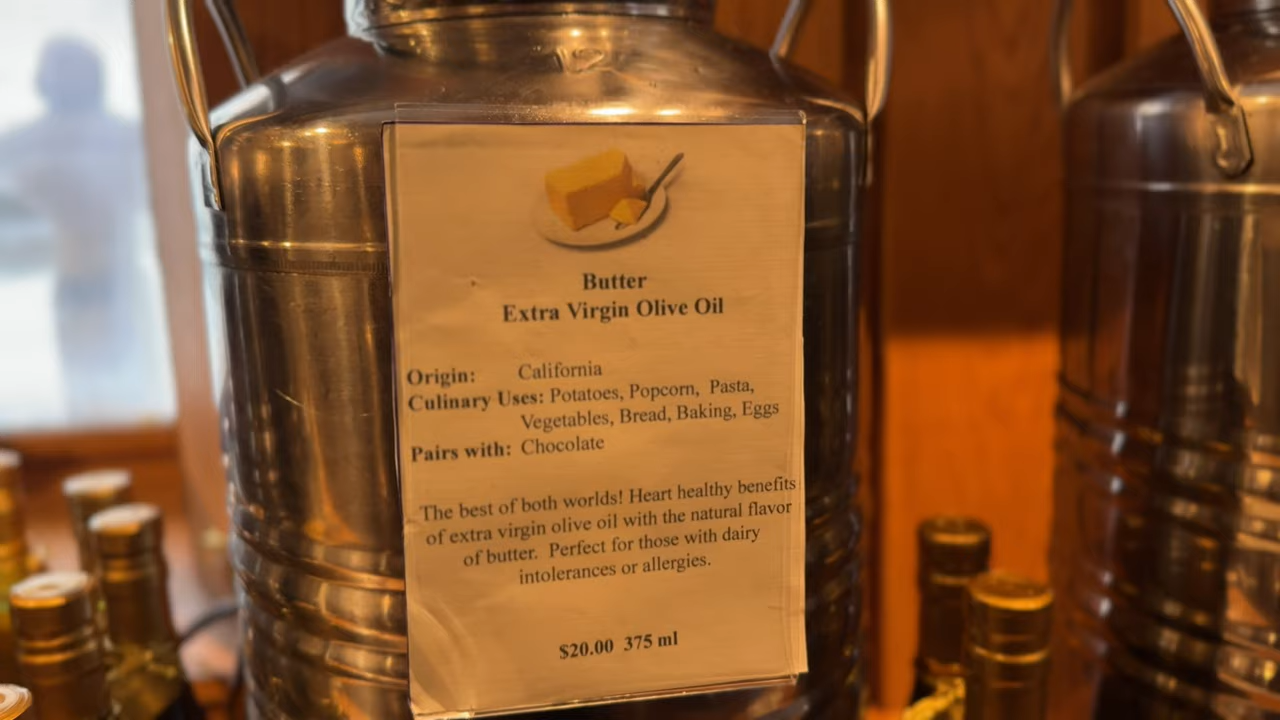 Butter
Extra Virgin Olive Oil
Origin: California
Culinary Uses: Potatoes, Popcorn, Pasta,
Vegetables, Bread, Baking, Eggs
Pairs with: Chocolate
The best of both worlds! Heart healthy benefits
of extra virgin olive oil with the natural flavor
of butter. Perfect for those with dairy
intolerances or allergies.
$20.00 375 ml